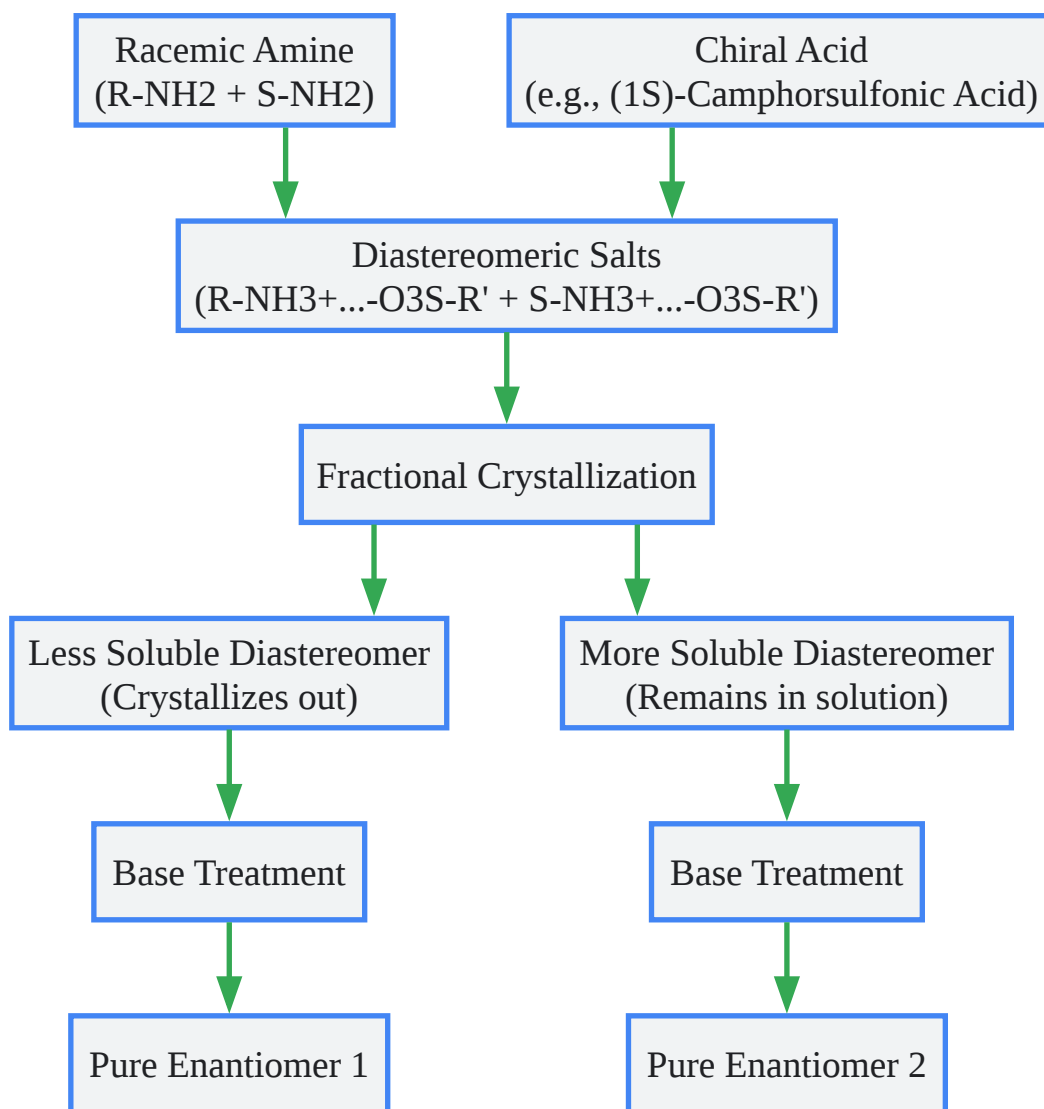 Racemic Amine
(R-NH2 + S-NH2)
Chiral Acid
(e.g., (1S)-Camphorsulfonic Acid)
Diastereomeric Salts
(R-NH3+...-O3S-R' + S-NH3+...-O3S-R')
Fractional Crystallization
Less Soluble Diastereomer
(Crystallizes out)
More Soluble Diastereomer
(Remains in solution)
Base Treatment
Base Treatment
Pure Enantiomer 1
Pure Enantiomer 2